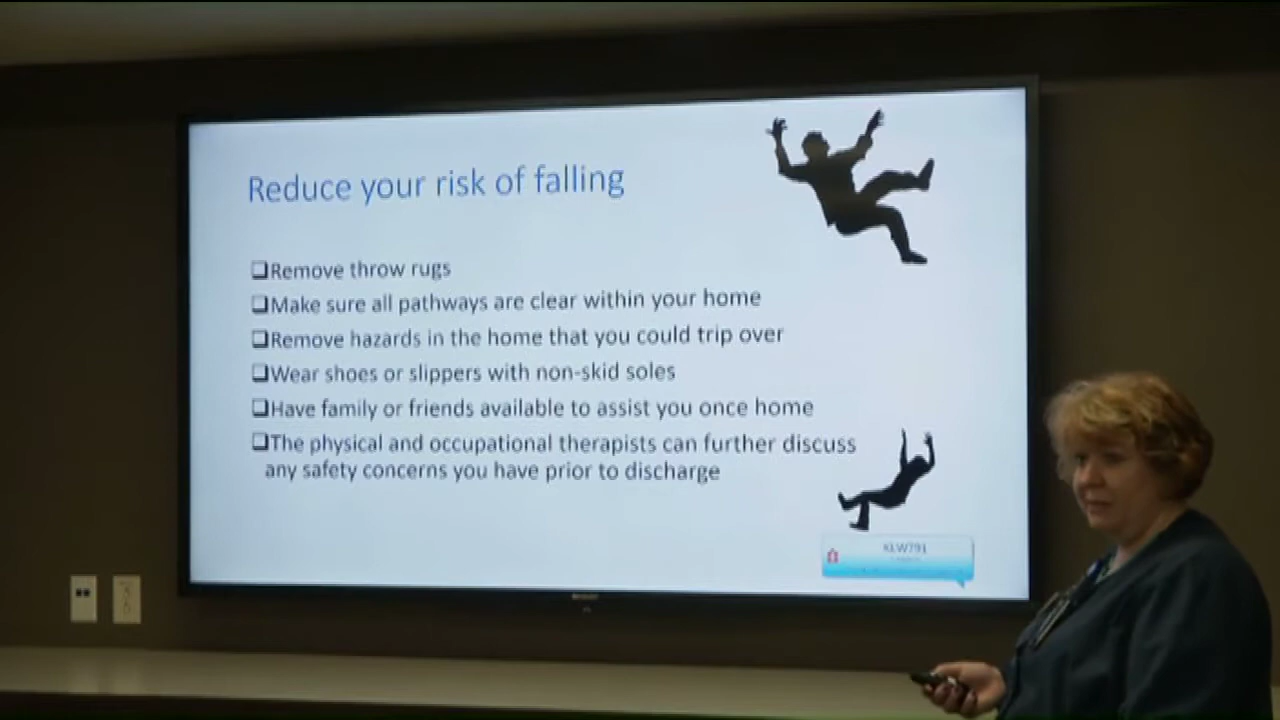 Reduce your risk of falling
❑Remove throw rugs
❑Make sure all pathways are clear within your home
❑Remove hazards in the home that you could trip over
❑Wear shoes or slippers with non-skid soles
❑Have family or friends available to assist you once home
❑The physical and occupational therapists can further discuss
any safety concerns you have prior to discharge
KLW791